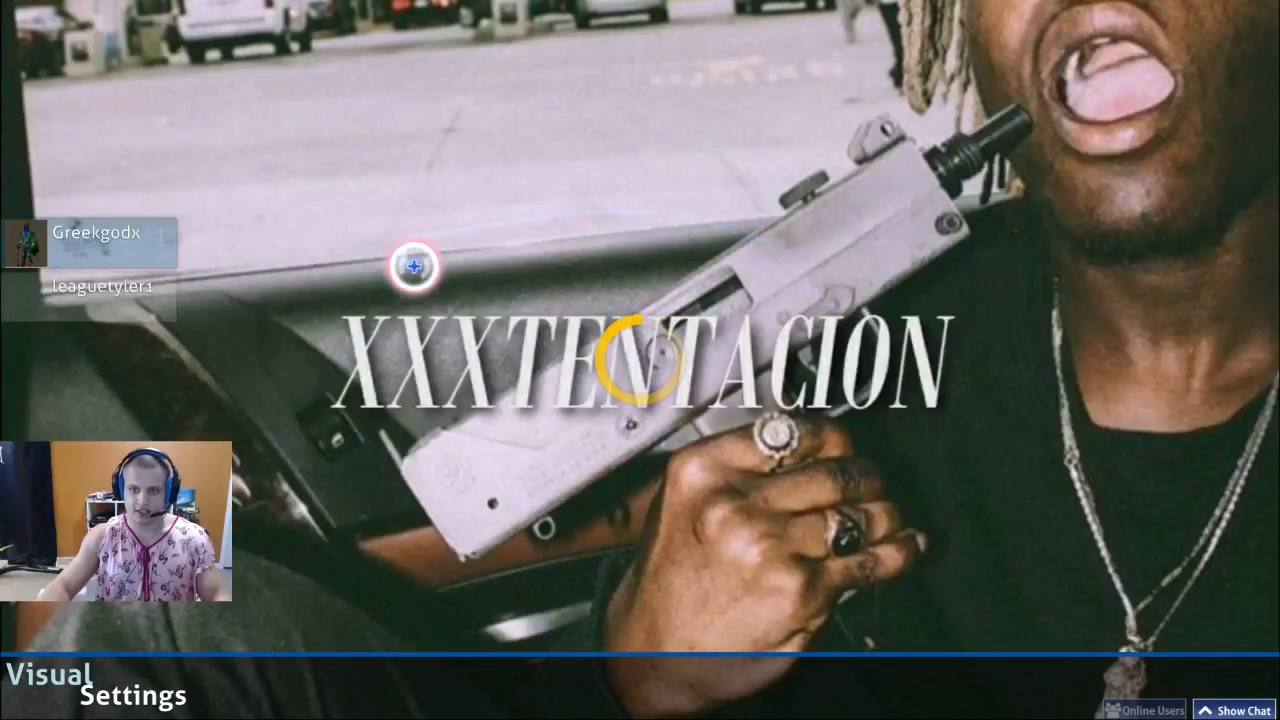 Greekgodx
leaguetyler1
XXXTENTACION
Visual
Settings
Online Users
Show Chat